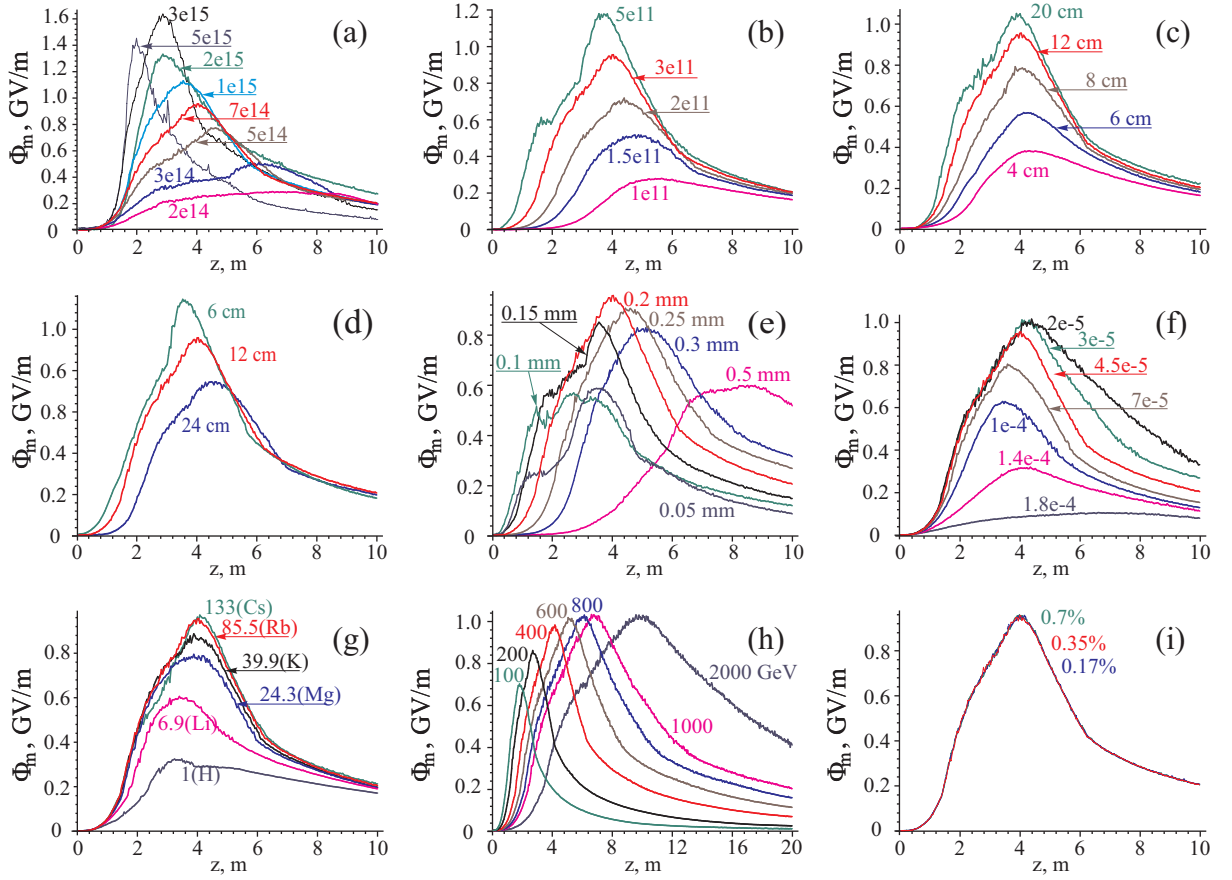 Φm, GV/m
1.6
1.4
1.2
1.0
0.8
0.6
0.4
0.2
0
3e15
5e15
2e15
1e15
7e14
5e14
3e14
2e14
(a)
0 2 4 6 8 10
z, m
Φm, GV/m
1.2
1.0
0.8
0.6
0.4
0.2
0
5e11
3e11
2e11
1.5e11
1e11
(b)
0 2 4 6 8 10
z, m
Φm, GV/m
1.0
0.8
0.6
0.4
0.2
0
20 cm
12 cm
8 cm
6 cm
4 cm
(c)
0 2 4 6 8 10
z, m
Φm, GV/m
1.0
0.8
0.6
0.4
0.2
0
6 cm
12 cm
24 cm
(d)
0 2 4 6 8 10
z, m
Φm, GV/m
0.8
0.6
0.4
0.2
0
0.2 mm
0.15 mm
0.25 mm
0.3 mm
0.1 mm
0.5 mm
0.05 mm
(e)
0 2 4 6 8 10
z, m
Φm, GV/m
1.0
0.8
0.6
0.4
0.2
0
2e-5
3e-5
4.5e-5
7e-5
1e-4
1.4e-4
1.8e-4
(f)
0 2 4 6 8 10
z, m
Φm, GV/m
1.0
0.8
0.6
0.4
0.2
0
133(Cs)
85.5(Rb)
39.9(K)
24.3(Mg)
6.9(Li)
1(H)
(g)
0 2 4 6 8 10
z, m
Φm, GV/m
1.0
0.8
0.6
0.4
0.2
0
600
800
400
200
100
2000 GeV
1000
(h)
0 4 8 12 16 20
z, m
Φm, GV/m
1.0
0.8
0.6
0.4
0.2
0
0.7%
0.35%
0.17%
(i)
0 2 4 6 8 10
z, m